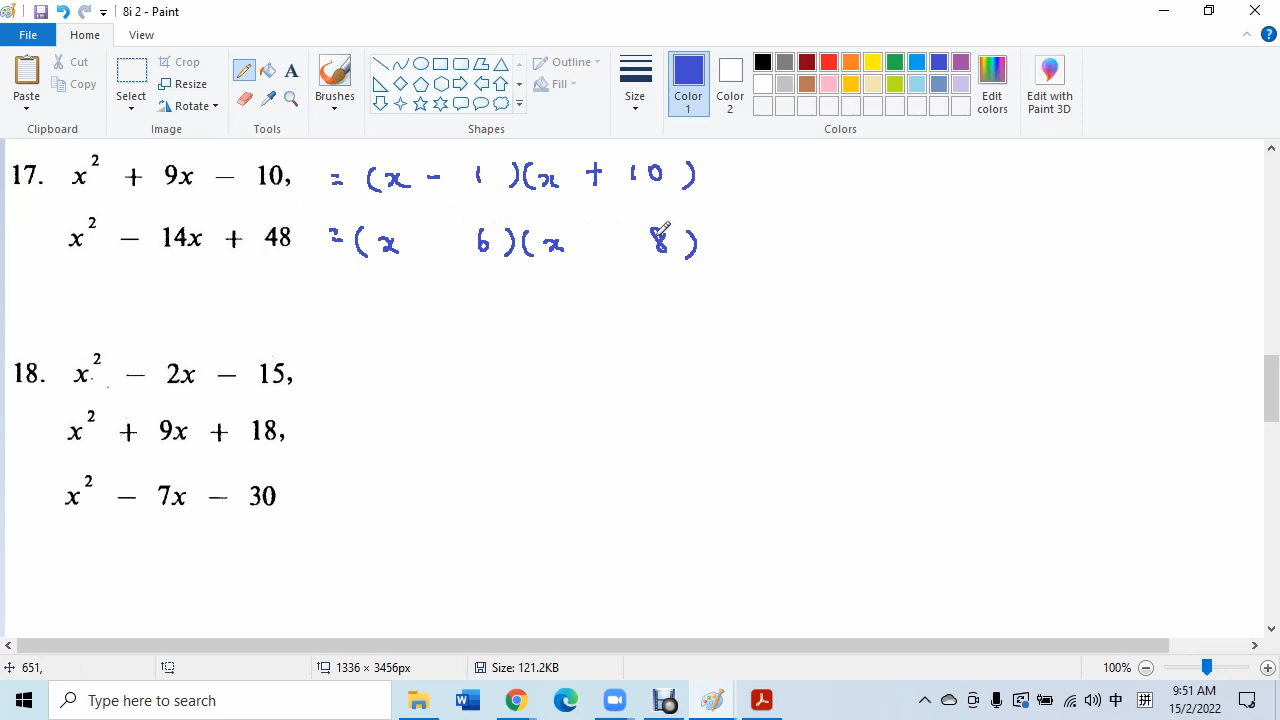 8i 2 - Paint
File Home View
Paste Cut Copy Clipboard
Select Crop Resize Rotate Image
Tools
Brushes
Outline Fill Shapes
Size
Color 1 Color 2 Edit colors Colors
Edit with Paint 3D
17. x² + 9x − 10, = (x − 1)(x + 10)
x² − 14x + 48 = (x 6)(x 8)
18. x² − 2x − 15,
x² + 9x + 18,
x² − 7x − 30
651, 1336 × 3456px Size: 121.2KB 100%
Type here to search 中 拼 9:51 AM
15/2/2022